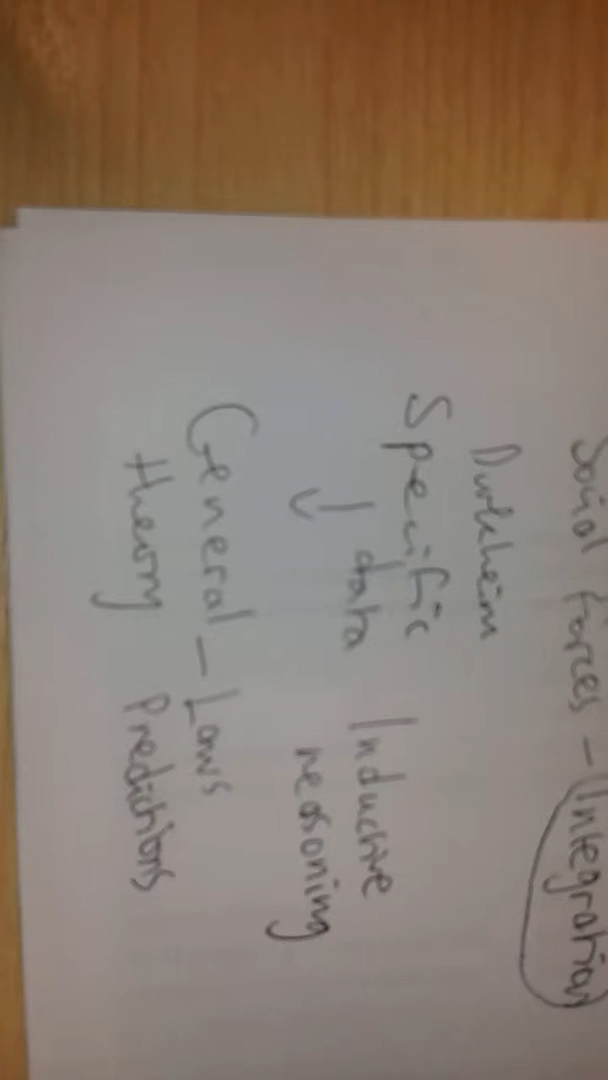 Social Forces – Integration
Durkheim
Specific
data Inductive
reasoning
General – Laws
theory Predictions